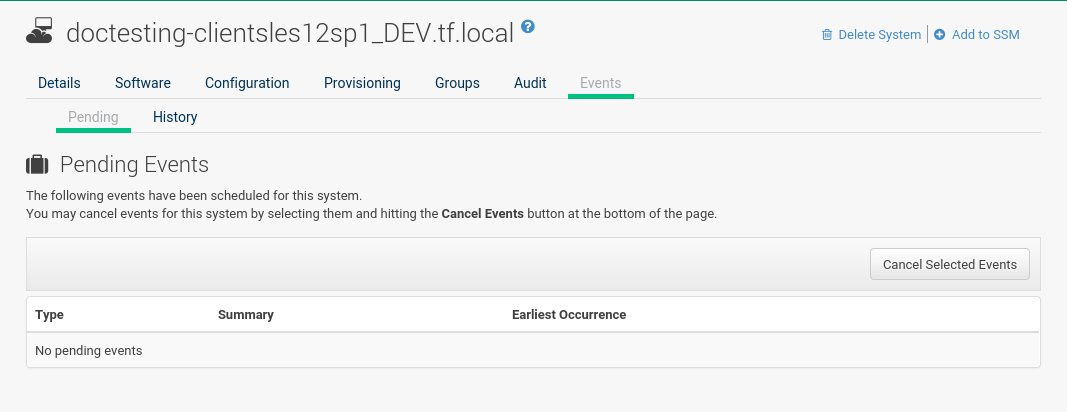 doctesting-clientsles12sp1_DEV.tf.local ?
Delete System Add to SSM
Details Software Configuration Provisioning Groups Audit Events
Pending History
Pending Events
The following events have been scheduled for this system.
You may cancel events for this system by selecting them and hitting the Cancel Events button at the bottom of the page.
Cancel Selected Events
Type Summary Earliest Occurrence
No pending events